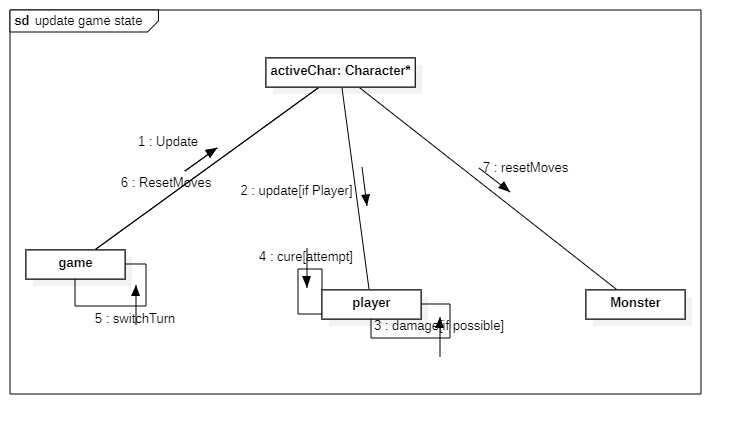 sd update game state
activeChar: Character*
1 : Update
6 : ResetMoves
2 : update[if Player]
7 : resetMoves
4 : cure[attempt]
game
player
Monster
5 : switchTurn
3 : damage[if possible]